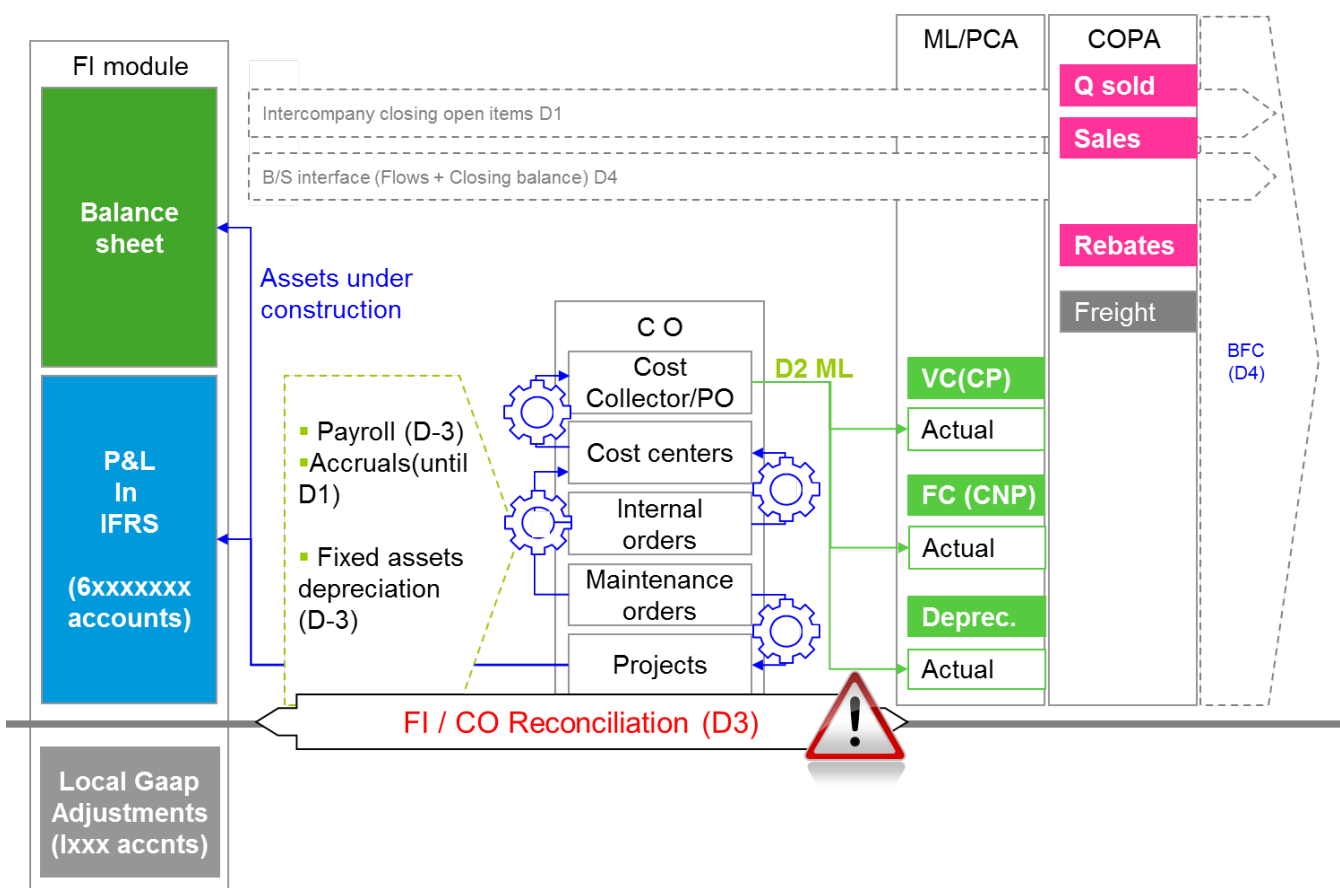 FI module
Balance
sheet
P&L
In
IFRS
(6xxxxxxx
accounts)
Local Gaap
Adjustments
(lxxx accnts)
Intercompany closing open items D1
B/S interface (Flows + Closing balance) D4
Assets under
construction
▪ Payroll (D-3)
▪Accruals(until
D1)
▪ Fixed assets
depreciation
(D-3)
C O
Cost
Collector/PO
Cost centers
Internal
orders
Maintenance
orders
Projects
D2 ML
FI / CO Reconciliation (D3)
ML/PCA
VC(CP)
Actual
FC (CNP)
Actual
Deprec.
Actual
COPA
Q sold
Sales
Rebates
Freight
BFC
(D4)